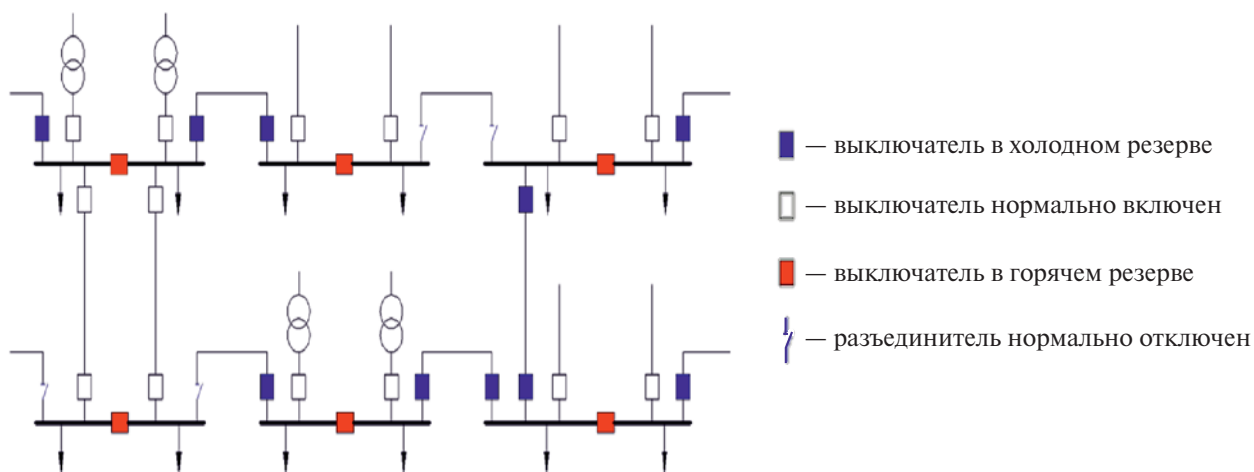 — выключатель в холодном резерве
— выключатель нормально включен
— выключатель в горячем резерве
— разъединитель нормально отключен